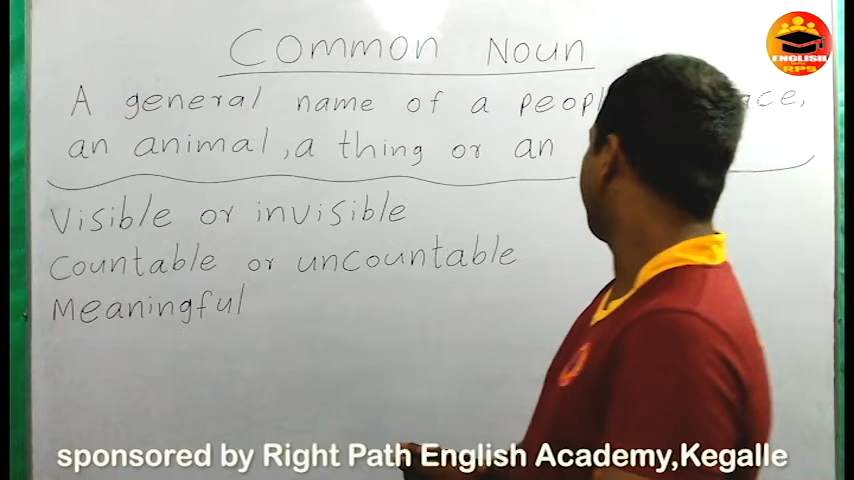 Common Noun
A general name of a
an animal, a thing or an
Visible or invisible
Countable or uncountable
Meaningful
ENGLISH
RPS
sponsored by Right Path English Academy,Kegalle